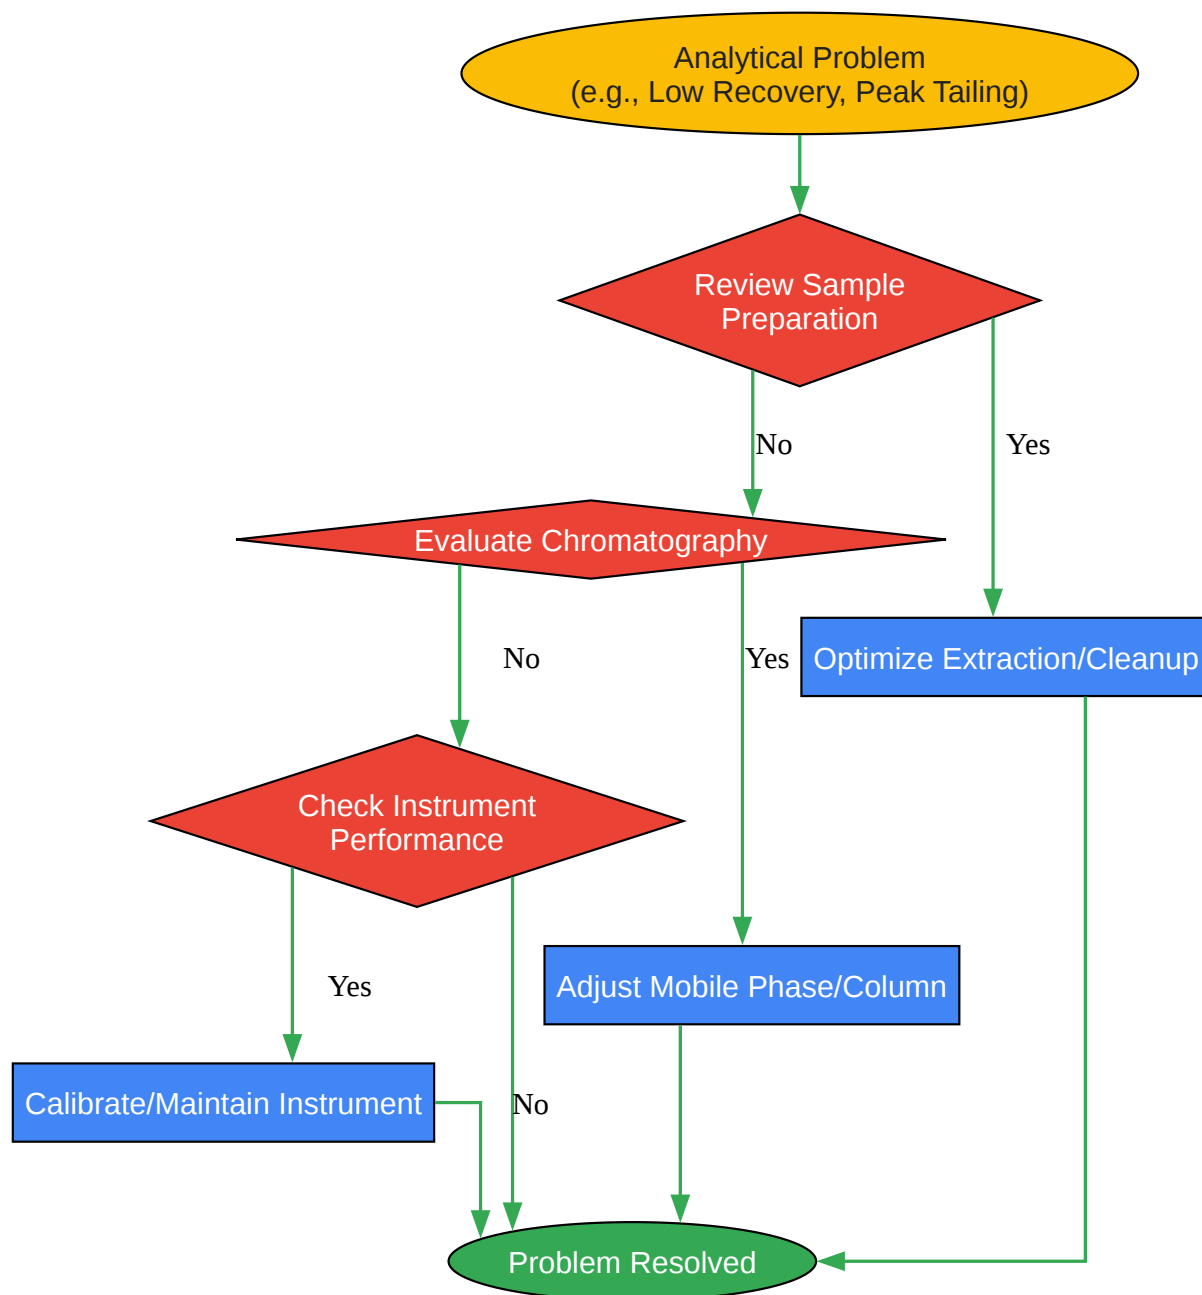 Analytical Problem
(e.g., Low Recovery, Peak Tailing)
Review Sample
Preparation
No
Yes
Evaluate Chromatography
No
Yes
Optimize Extraction/Cleanup
Check Instrument
Performance
Yes
Adjust Mobile Phase/Column
Calibrate/Maintain Instrument
No
Problem Resolved